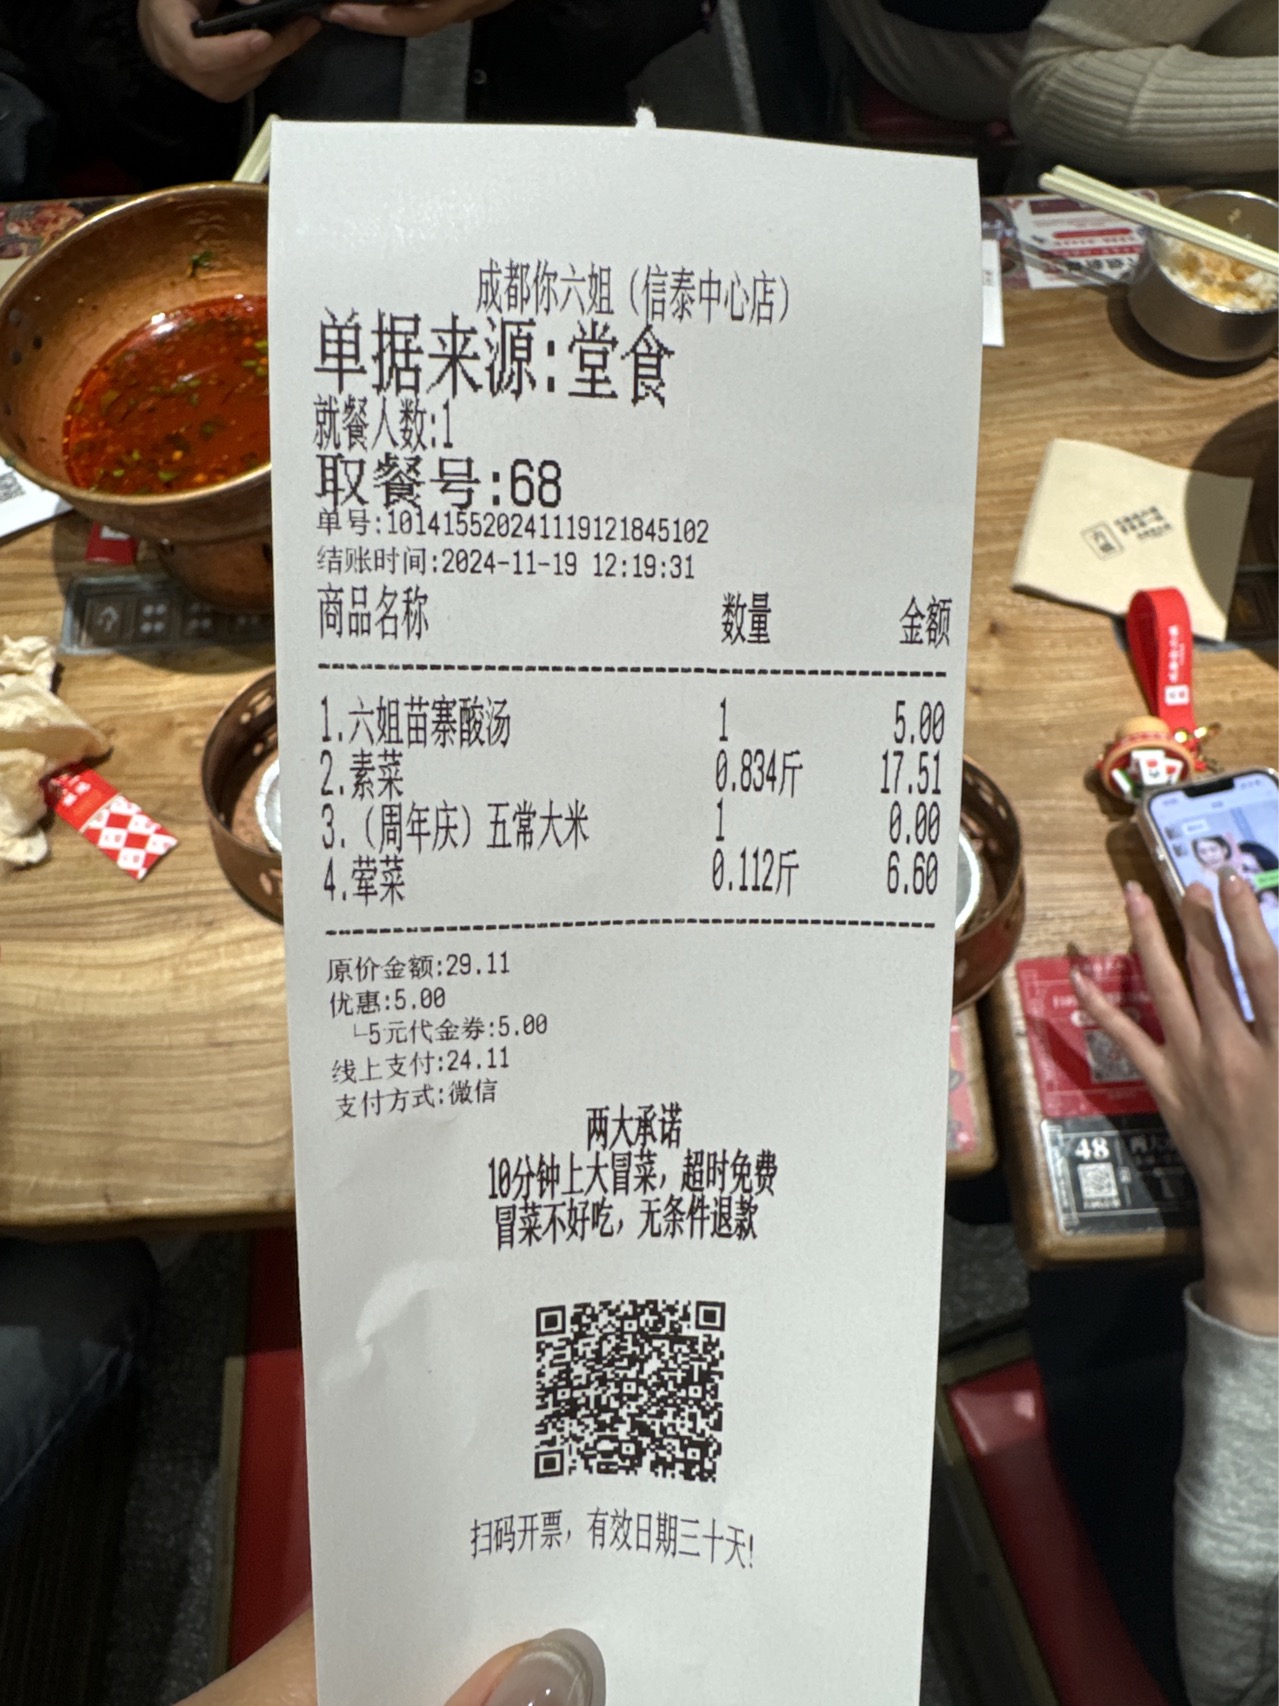 成都你六姐（信泰中心店）
单据来源:堂食
就餐人数:1
取餐号:68
单号:101415520241119121845102
结账时间:2024-11-19 12:19:31
商品名称 数量 金额
1.六姐苗寨酸汤 1 5.00
2.素菜 0.834斤 17.51
3.（周年庆）五常大米 1 0.00
4.荤菜 0.112斤 6.60
原价金额:29.11
优惠:5.00
└5元代金券:5.00
线上支付:24.11
支付方式:微信
两大承诺
10分钟上大冒菜，超时免费
冒菜不好吃，无条件退款
扫码开票，有效日期三十天!
48